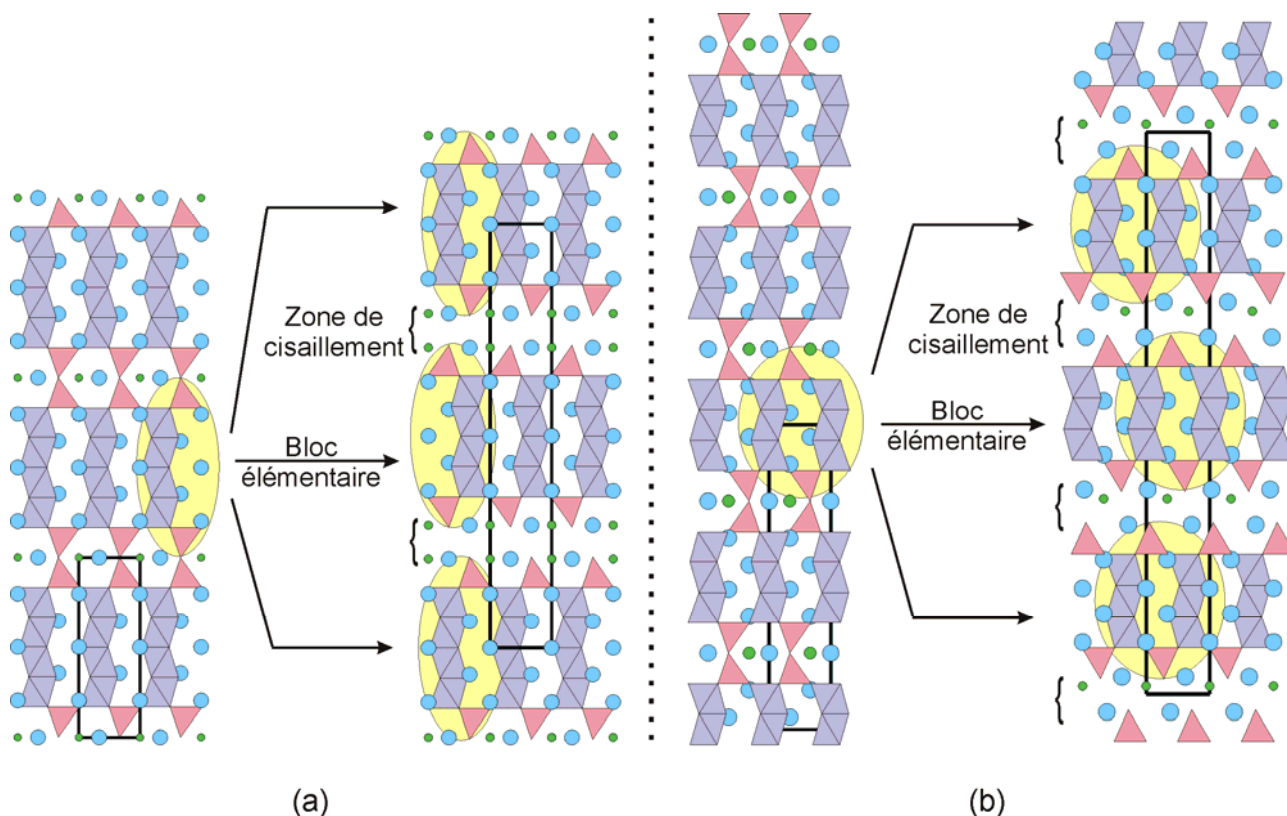 Zone de
cisaillement
Bloc
élémentaire
(a)
Zone de
cisaillement
Bloc
élémentaire
(b)